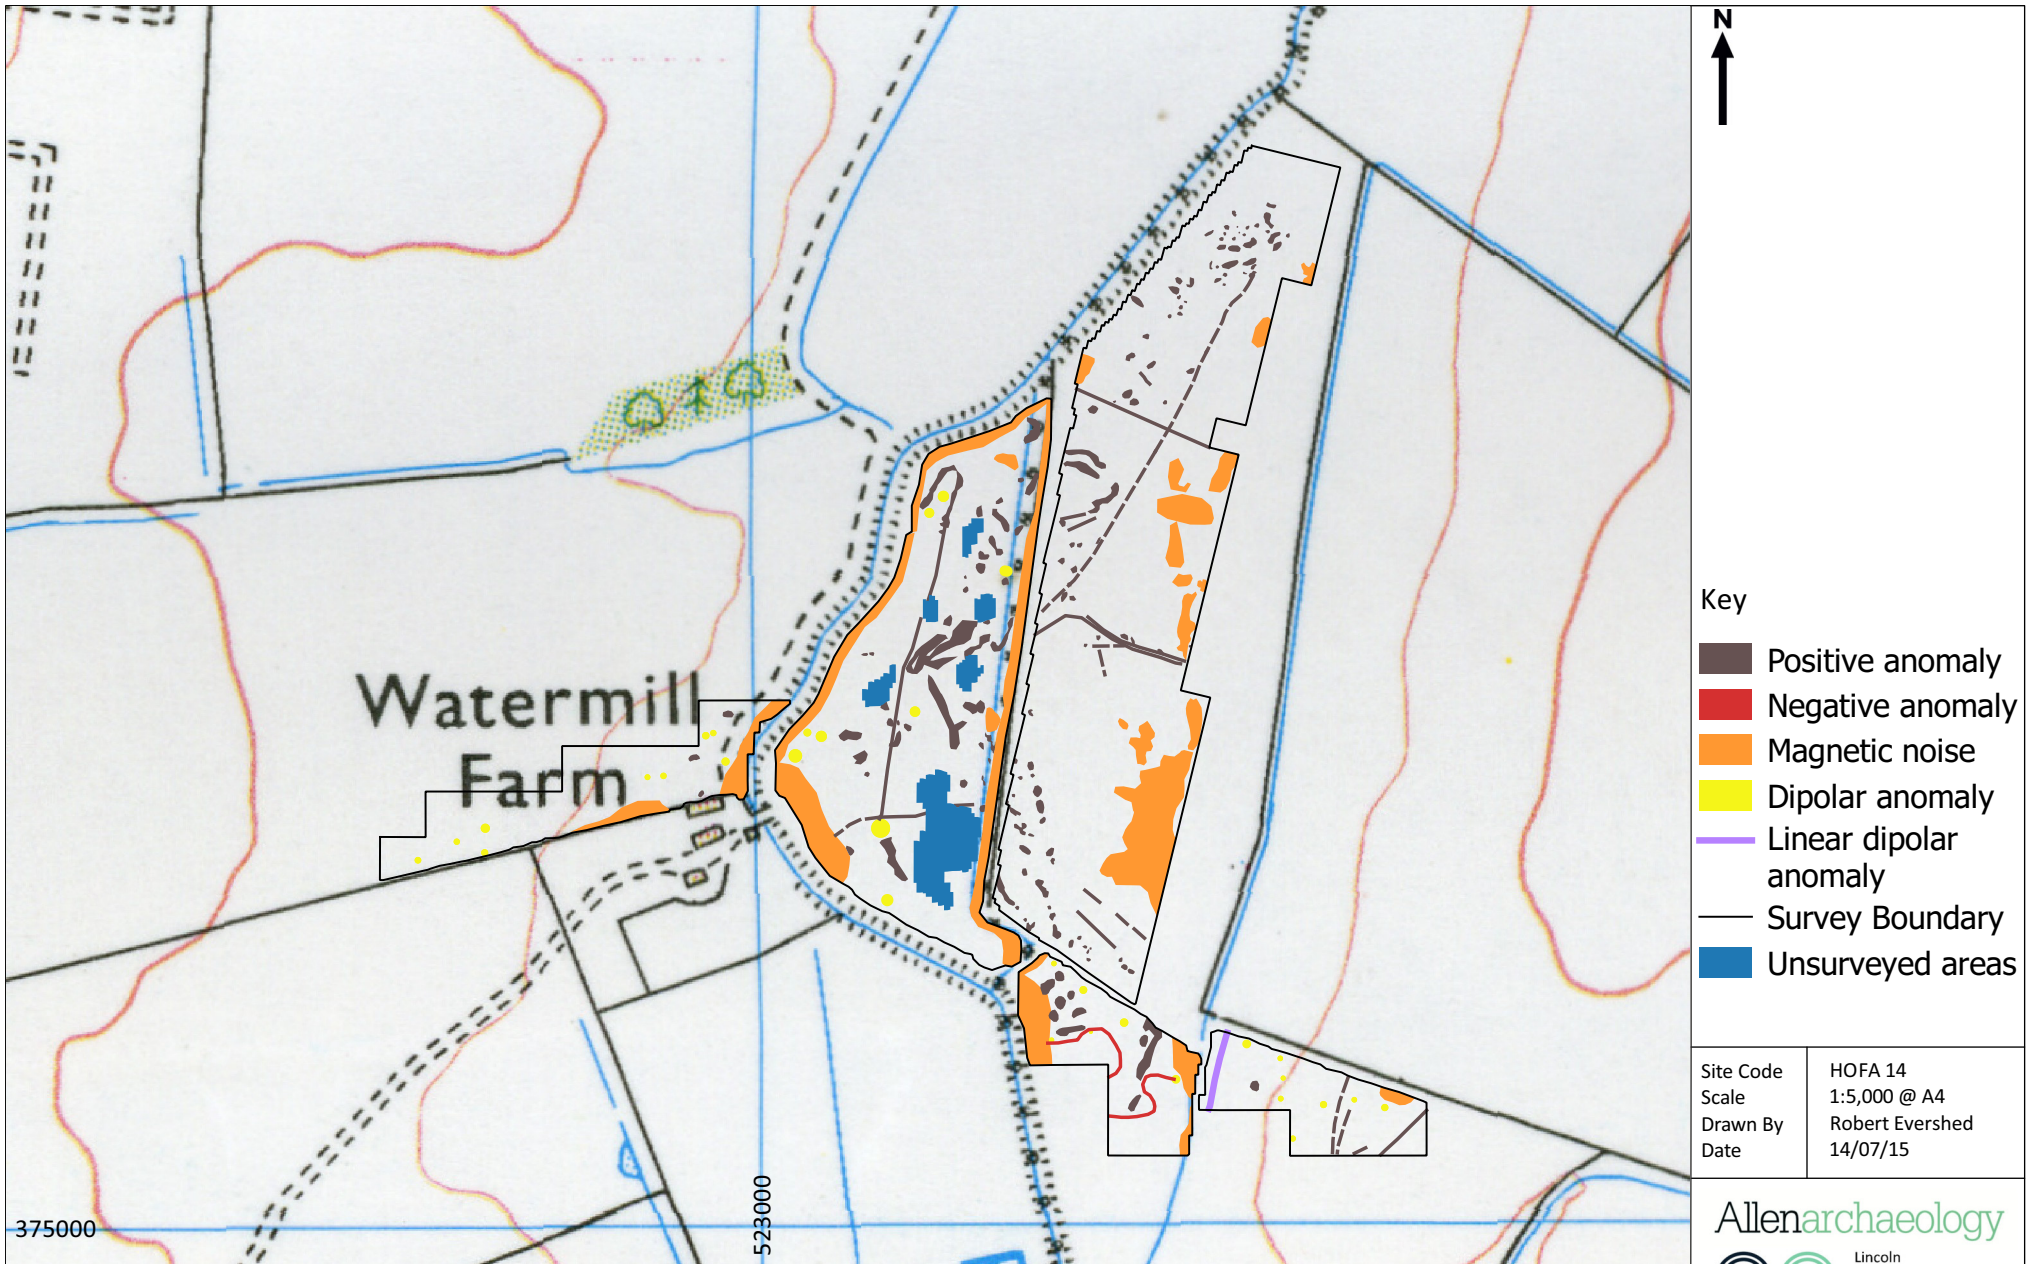 N
Watermill
Farm
375000
523000
Key
Positive anomaly
Negative anomaly
Magnetic noise
Dipolar anomaly
Linear dipolar
anomaly
Survey Boundary
Unsurveyed areas
Site Code HOFA 14
Scale 1:5,000 @ A4
Drawn By Robert Evershed
Date 14/07/15
Allenarchaeology
Lincoln